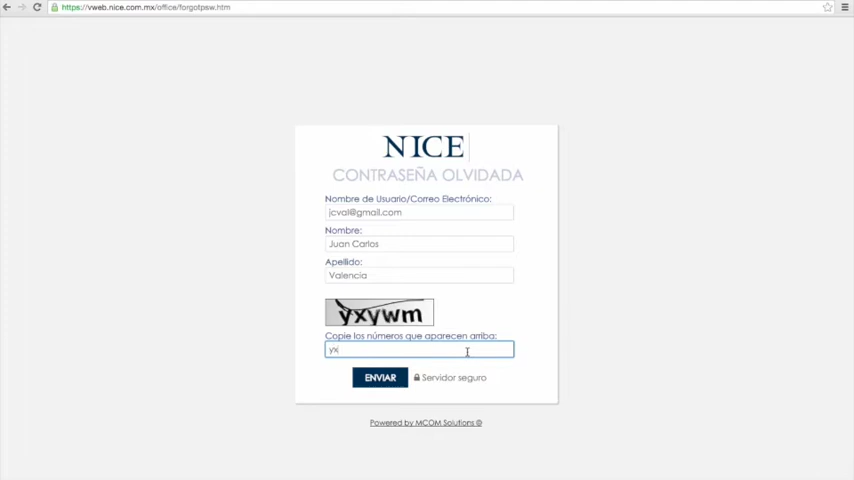 https://vweb.nice.com.mx/office/forgotpsw.htm
NICE
CONTRASEÑA OLVIDADA
Nombre de Usuario/Correo Electrónico:
jcval@gmail.com
Nombre:
Juan Carlos
Apellido:
Valencia
yxywm
Copie los números que aparecen arriba:
yx
ENVIAR Servidor seguro
Powered by MCOM Solutions ©